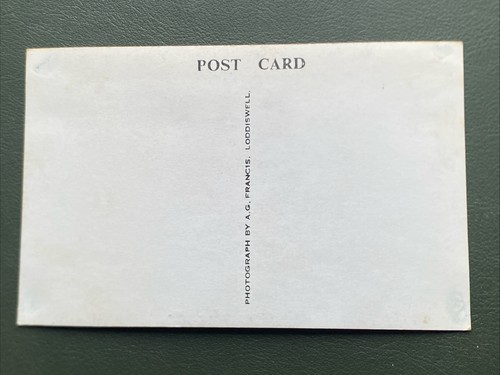 POST CARD
PHOTOGRAPH BY A.G. FRANCIS, LODDISWELL.